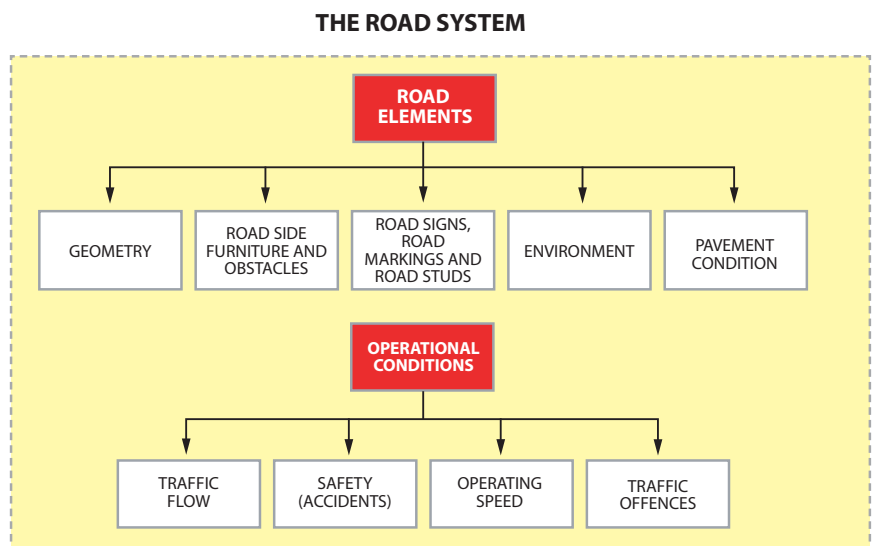 THE ROAD SYSTEM
ROAD
ELEMENTS
GEOMETRY
ROAD SIDE
FURNITURE AND
OBSTACLES
ROAD SIGNS,
ROAD
MARKINGS AND
ROAD STUDS
ENVIRONMENT
PAVEMENT
CONDITION
OPERATIONAL
CONDITIONS
TRAFFIC
FLOW
SAFETY
(ACCIDENTS)
OPERATING
SPEED
TRAFFIC
OFFENCES